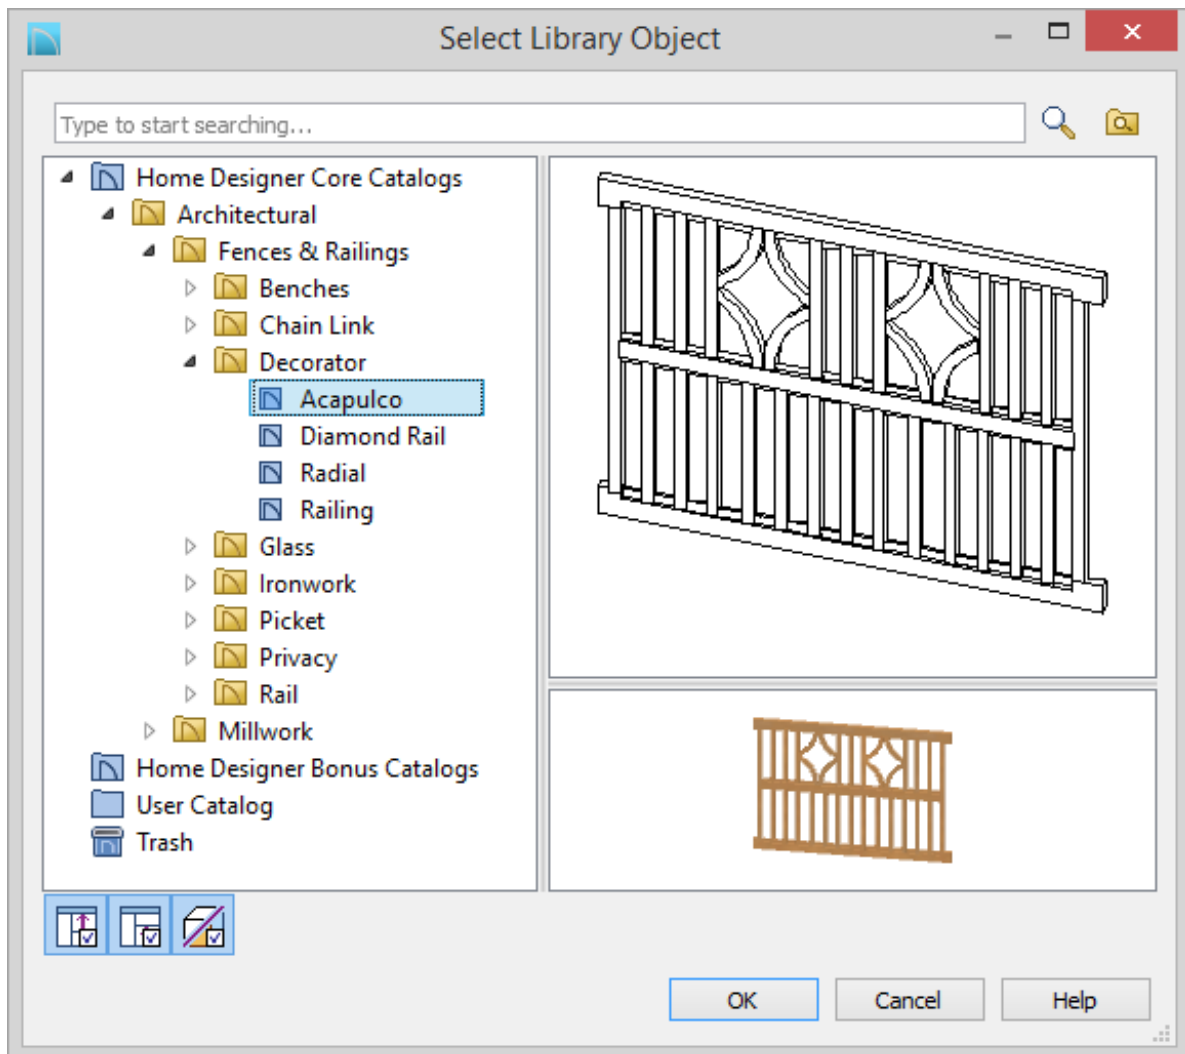 Select Library Object
Type to start searching...
Home Designer Core Catalogs
Architectural
Fences & Railings
Benches
Chain Link
Decorator
Acapulco
Diamond Rail
Radial
Railing
Glass
Ironwork
Picket
Privacy
Rail
Millwork
Home Designer Bonus Catalogs
User Catalog
Trash
OK
Cancel
Help